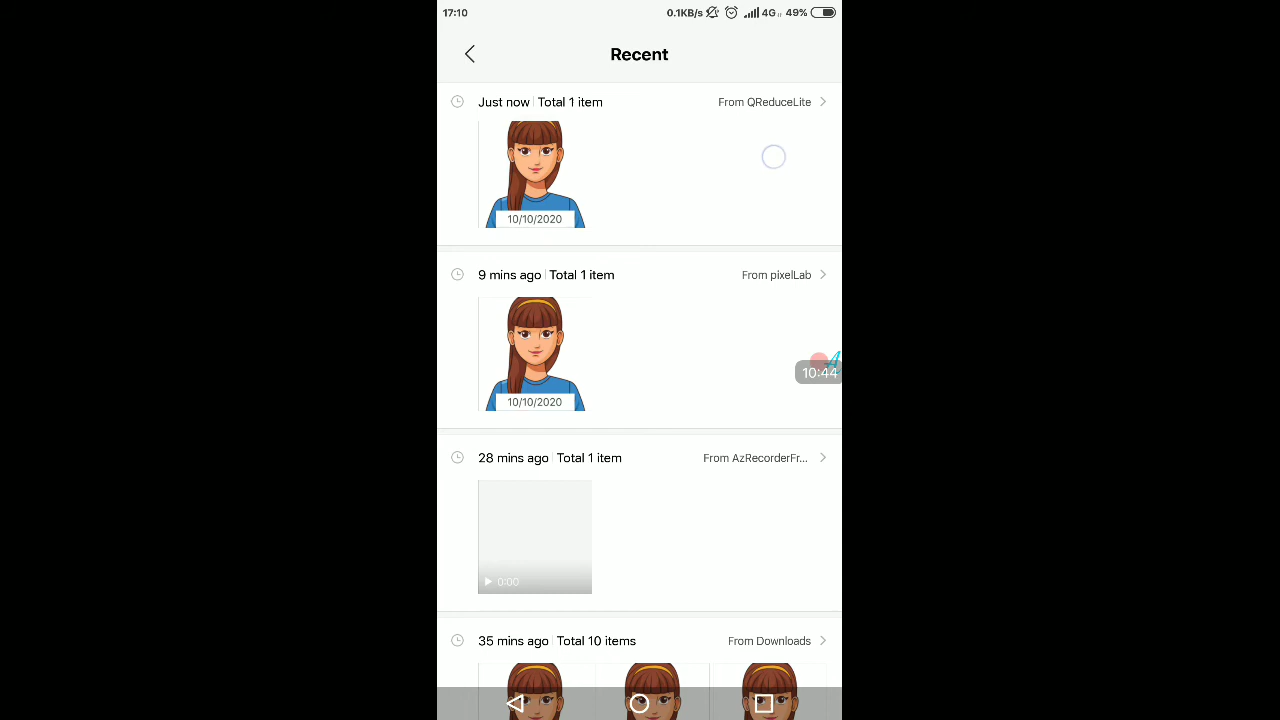 17:10
0.1KB/s 4G 49%
Recent
Just now Total 1 item From QReduceLite
10/10/2020
9 mins ago Total 1 item From pixelLab
10/10/2020
10:44
28 mins ago Total 1 item From AzRecorderFr...
0:00
35 mins ago Total 10 items From Downloads